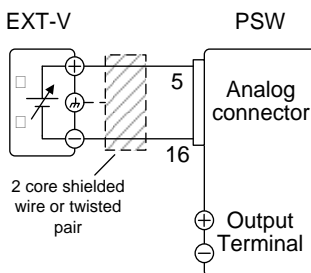 EXT-V
PSW
5
Analog
connector
16
2 core shielded
wire or twisted
pair
Output
Terminal